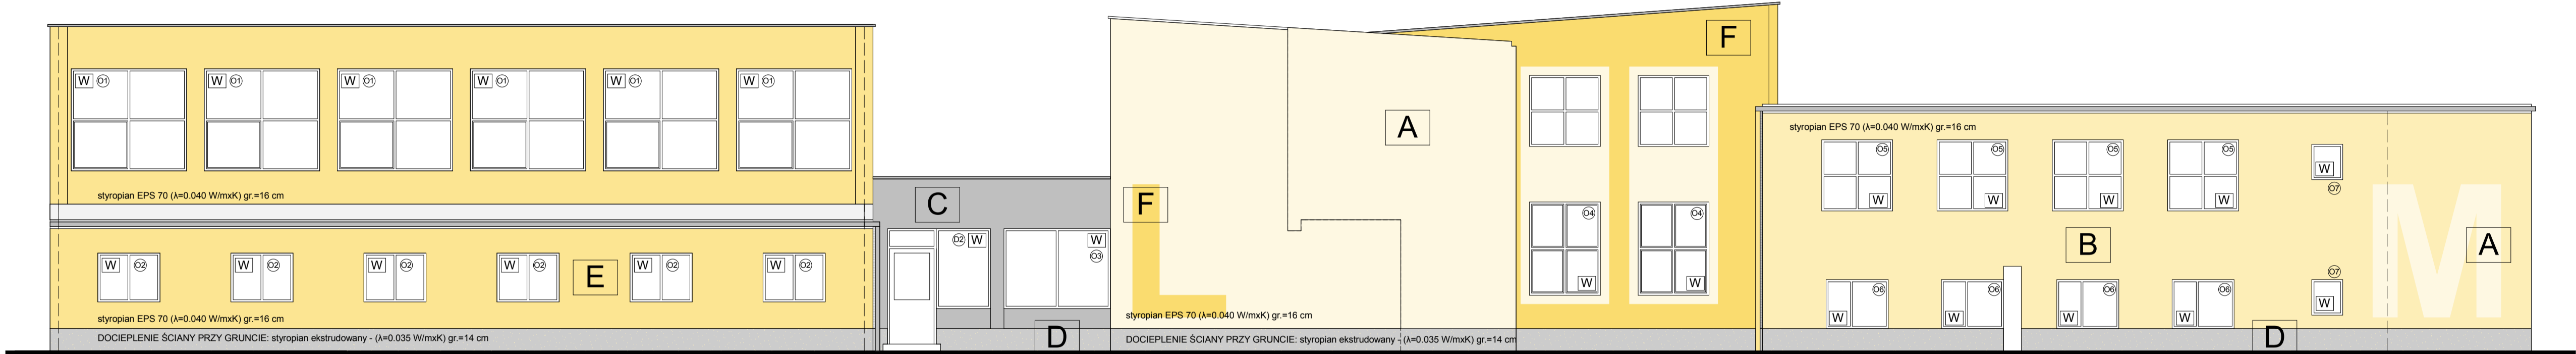 W O1 W O1 W O1 W O1 W O1 W O1
styropian EPS 70 (λ=0.040 W/mxK) gr.=16 cm
W O2 W O2 W O2 W O2 E W O2 W O2
styropian EPS 70 (λ=0.040 W/mxK) gr.=16 cm
DOCIEPLENIE ŚCIANY PRZY GRUNCIE: styropian ekstrudowany - (λ=0.035 W/mxK) gr.=14 cm
C
D2 W W
O3
D
F
A
F
L
O4 O4
W W
styropian EPS 70 (λ=0.040 W/mxK) gr.=16 cm
DOCIEPLENIE ŚCIANY PRZY GRUNCIE: styropian ekstrudowany - (λ=0.035 W/mxK) gr.=14 cm
styropian EPS 70 (λ=0.040 W/mxK) gr.=16 cm
O5 O5 O5 O5
W W W W W
O7
B
M
A
O7
O6 O6 O6 O6
W W W W W
D